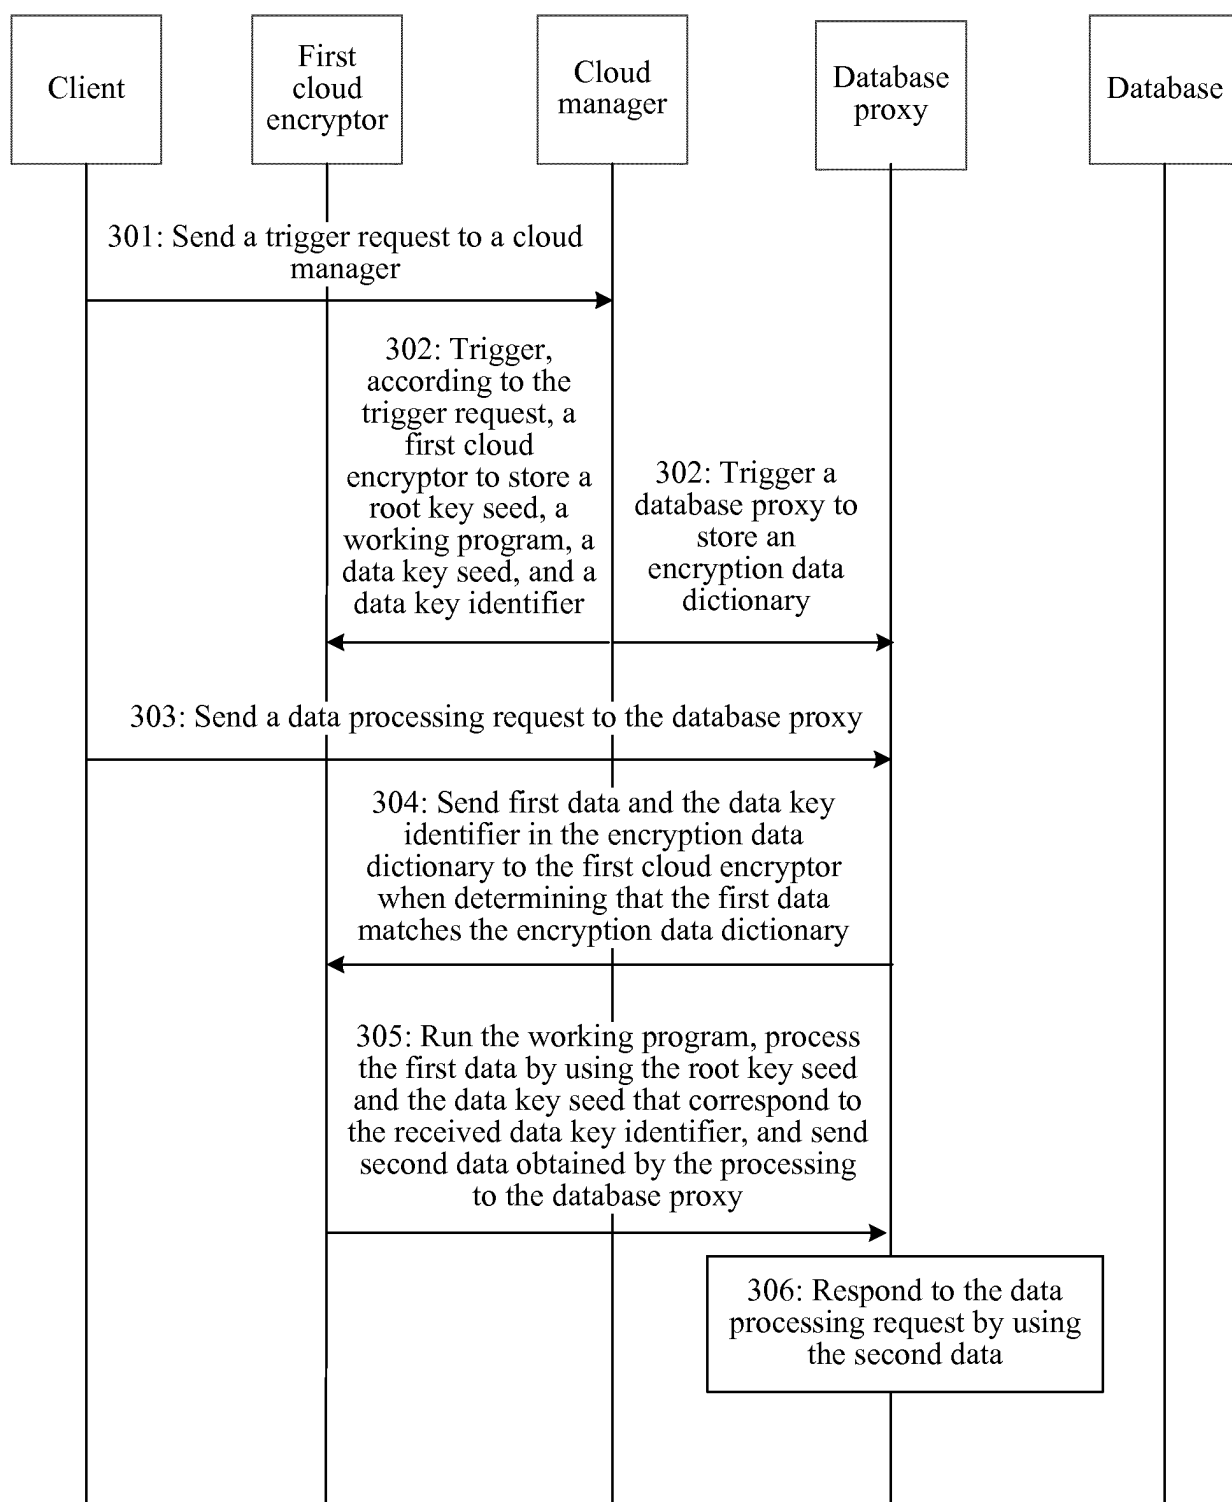 Client
First
cloud
encryptor
Cloud
manager
Database
proxy
Database
301: Send a trigger request to a cloud
manager
302: Trigger,
according to the
trigger request, a
first cloud
encryptor to store a
root key seed, a
working program, a
data key seed, and a
data key identifier
302: Trigger a
database proxy to
store an
encryption data
dictionary
303: Send a data processing request to the database proxy
304: Send first data and the data key
identifier in the encryption data
dictionary to the first cloud encryptor
when determining that the first data
matches the encryption data dictionary
305: Run the working program, process
the first data by using the root key seed
and the data key seed that correspond to
the received data key identifier, and send
second data obtained by the processing
to the database proxy
306: Respond to the data
processing request by using
the second data